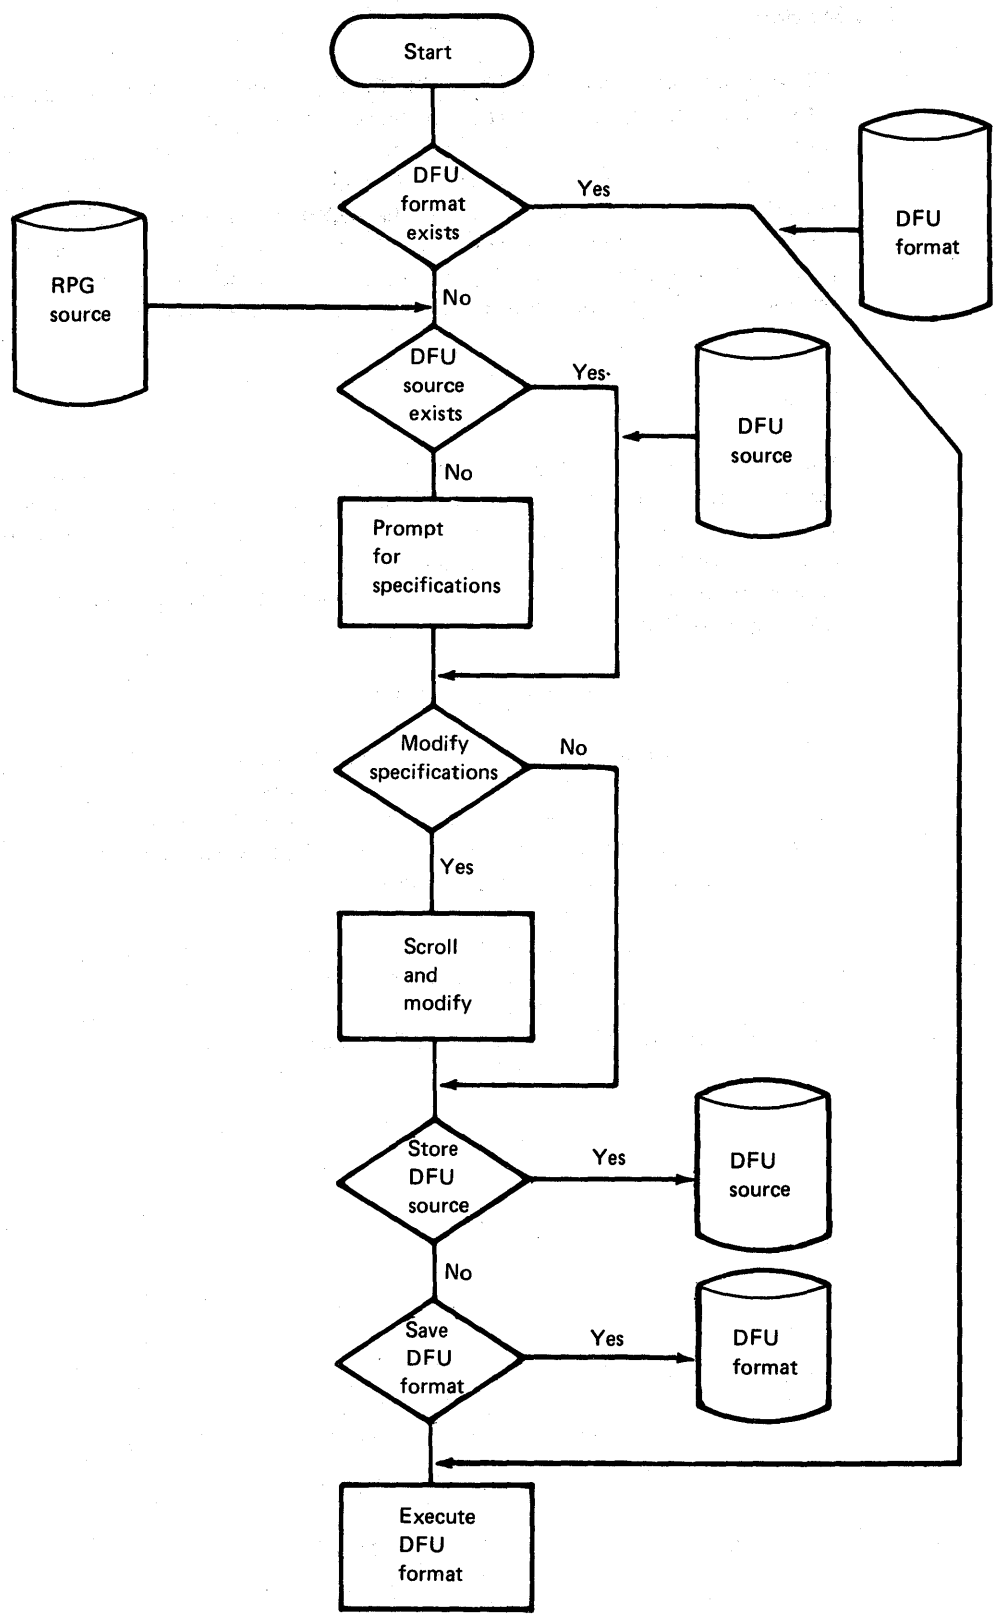 Start
DFU
format
exists
Yes
DFU
format
RPG
source
No
DFU
source
exists
Yes
DFU
source
No
Prompt
for
specifications
Modify
specifications
No
Yes
Scroll
and
modify
Store
DFU
source
Yes
DFU
source
No
Save
DFU
format
Yes
DFU
format
Execute
DFU
format